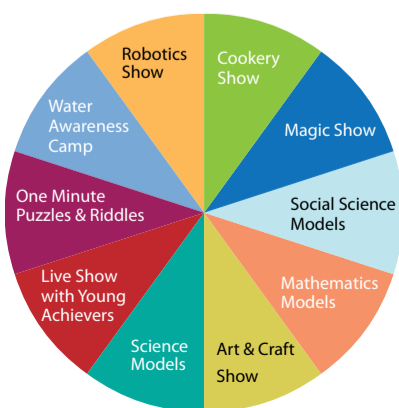 Robotics
Show
Cookery
Show
Magic Show
Social Science
Models
Mathematics
Models
Art & Craft
Show
Science
Models
Live Show
with Young
Achievers
One Minute
Puzzles & Riddles
Water
Awareness
Camp